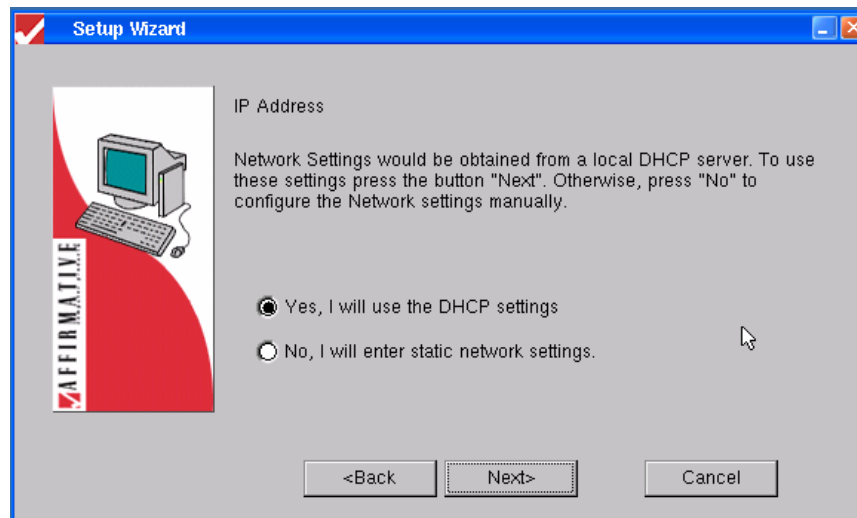 Setup Wizard
IP Address
Network Settings would be obtained from a local DHCP server. To use
these settings press the button "Next". Otherwise, press "No" to
configure the Network settings manually.
AFFIRMATIVE
Yes, I will use the DHCP settings
No, I will enter static network settings.
<Back
Next>
Cancel